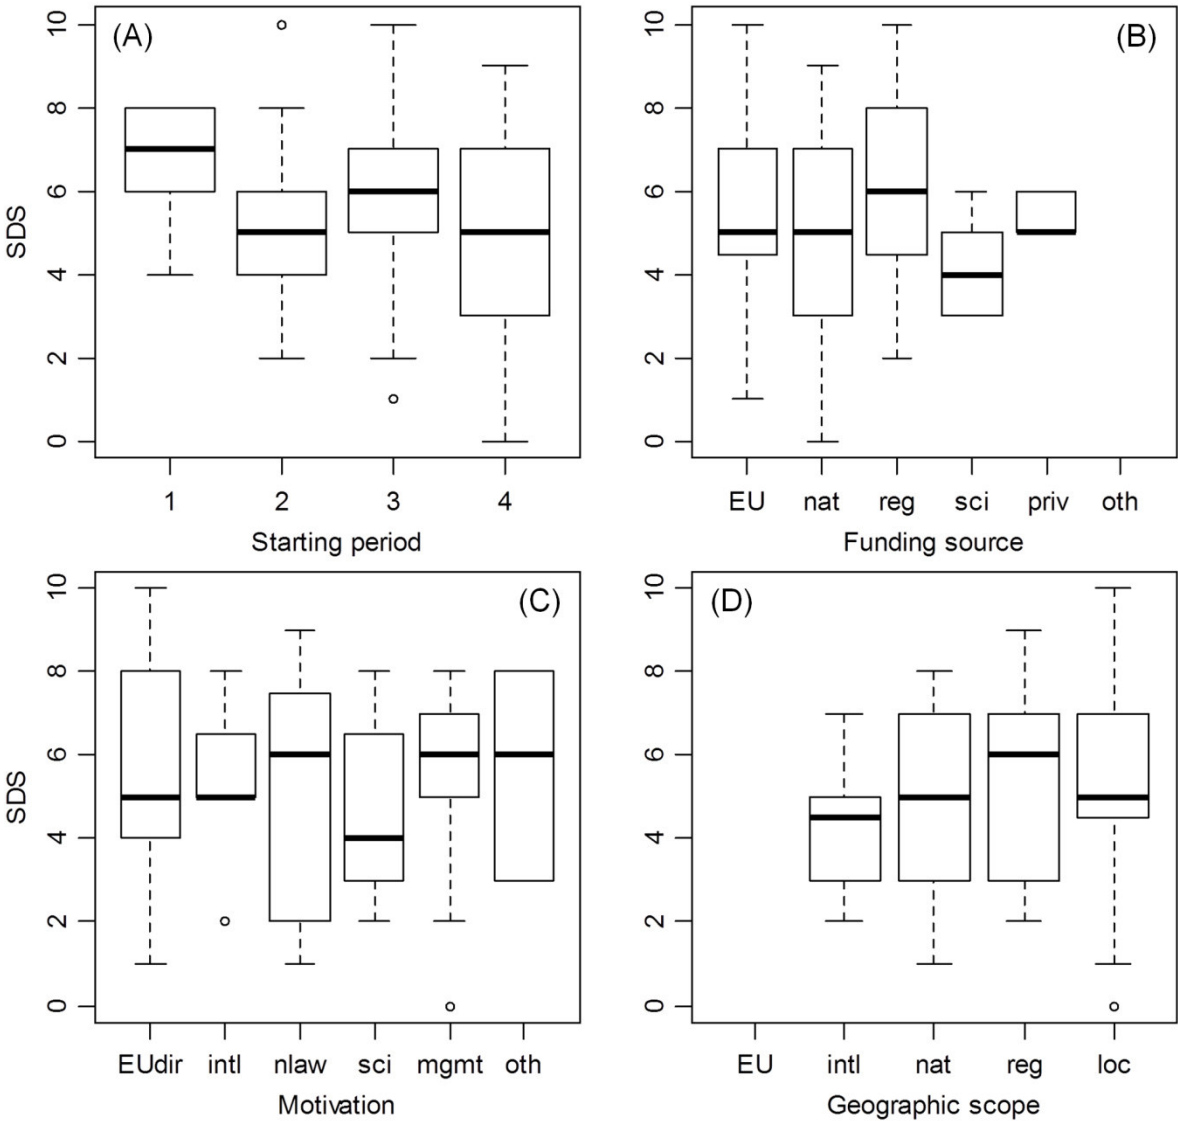 (A)
SDS
10
8
6
4
2
0
1 2 3 4
Starting period
(B)
10
8
6
4
2
0
EU nat reg sci priv oth
Funding source
(C)
SDS
10
8
6
4
2
0
EUdir intl nlaw sci mgmt oth
Motivation
(D)
10
8
6
4
2
0
EU intl nat reg loc
Geographic scope